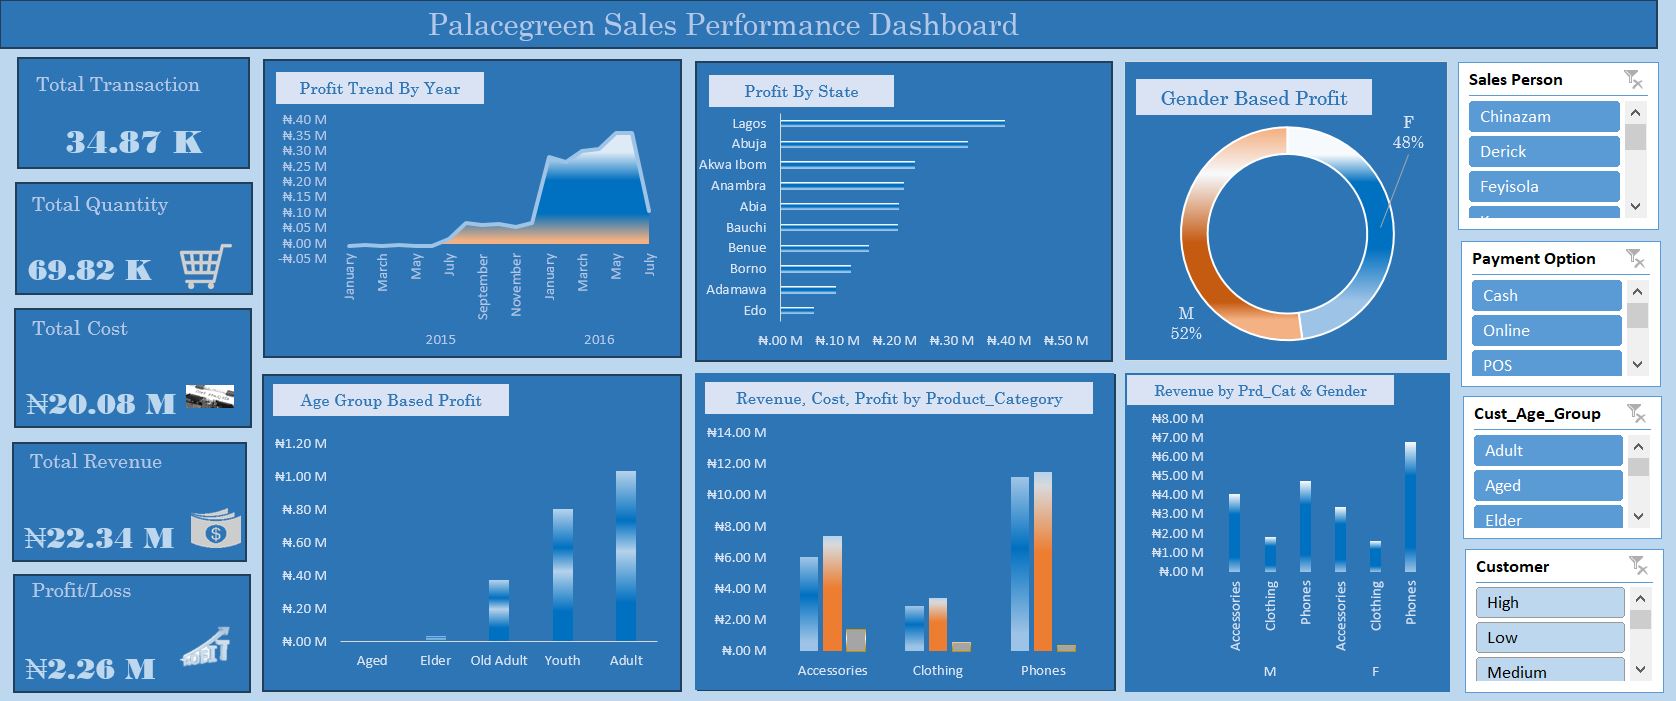 Palacegreen Sales Performance Dashboard
Total Transaction
34.87 K
Total Quantity
69.82 K
Total Cost
₦20.08 M
Total Revenue
₦22.34 M
$
Profit/Loss
₦2.26 M
Profit Trend By Year
₦.40 M
₦.35 M
₦.30 M
₦.25 M
₦.20 M
₦.15 M
₦.10 M
₦.05 M
₦.00 M
-₦.05 M
January
March
May
July
September
November
January
March
May
July
2015 2016
Profit By State
Lagos
Abuja
Akwa Ibom
Anambra
Abia
Bauchi
Benue
Borno
Adamawa
Edo
₦.00 M ₦.10 M ₦.20 M ₦.30 M ₦.40 M ₦.50 M
Gender Based Profit
F
48%
M
52%
Age Group Based Profit
₦1.20 M
₦1.00 M
₦.80 M
₦.60 M
₦.40 M
₦.20 M
₦.00 M
Aged Elder Old Adult Youth Adult
Revenue, Cost, Profit by Product_Category
₦14.00 M
₦12.00 M
₦10.00 M
₦8.00 M
₦6.00 M
₦4.00 M
₦2.00 M
₦.00 M
Accessories Clothing Phones
Revenue by Prd_Cat & Gender
₦8.00 M
₦7.00 M
₦6.00 M
₦5.00 M
₦4.00 M
₦3.00 M
₦2.00 M
₦1.00 M
₦.00 M
Accessories
Clothing
Phones
Accessories
Clothing
Phones
M F
Sales Person
Chinazam
Derick
Feyisola
Payment Option
Cash
Online
POS
Cust_Age_Group
Adult
Aged
Elder
Customer
High
Low
Medium